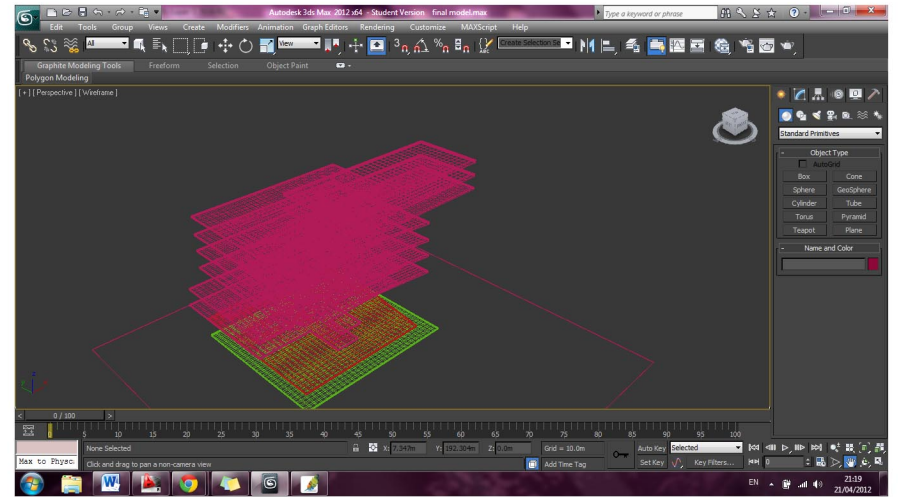 Autodesk 3ds Max 2012 x64 - Student Version final model.max
Type a keyword or phrase
Edit Tools Group Views Create Modifiers Animation Graph Editors Rendering Customize MAXScript Help
All
View
Create Selection Se
Graphite Modeling Tools Freeform Selection Object Paint
Polygon Modeling
[ + ] [ Perspective ] [ Wireframe ]
Standard Primitives
Object Type
AutoGrid
Box Cone
Sphere GeoSphere
Cylinder Tube
Torus Pyramid
Teapot Plane
Name and Color
0 / 100
5 10 15 20 25 30 35 40 45 50 55 60 65 70 75 80 85 90 95 100
None Selected X: 7.347m Y: 192.304m Z: 0.0m Grid = 10.0m Auto Key Selected
Max to Physc Click and drag to pan a non-camera view Add Time Tag Set Key Key Filters... 0
EN 21:19
21/04/2012